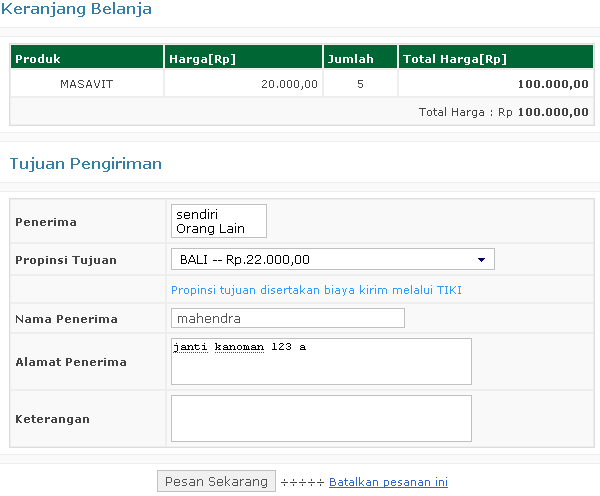 Keranjang Belanja
Produk Harga[Rp] Jumlah Total Harga[Rp]
MASAVIT 20.000,00 5 100.000,00
Total Harga : Rp 100.000,00
Tujuan Pengiriman
Penerima sendiri
Orang Lain
Propinsi Tujuan BALI -- Rp.22.000,00
Propinsi tujuan disertakan biaya kirim melalui TIKI
Nama Penerima mahendra
Alamat Penerima janti kanoman 123 a
Keterangan
Pesan Sekarang ÷÷÷÷÷ Batalkan pesanan ini